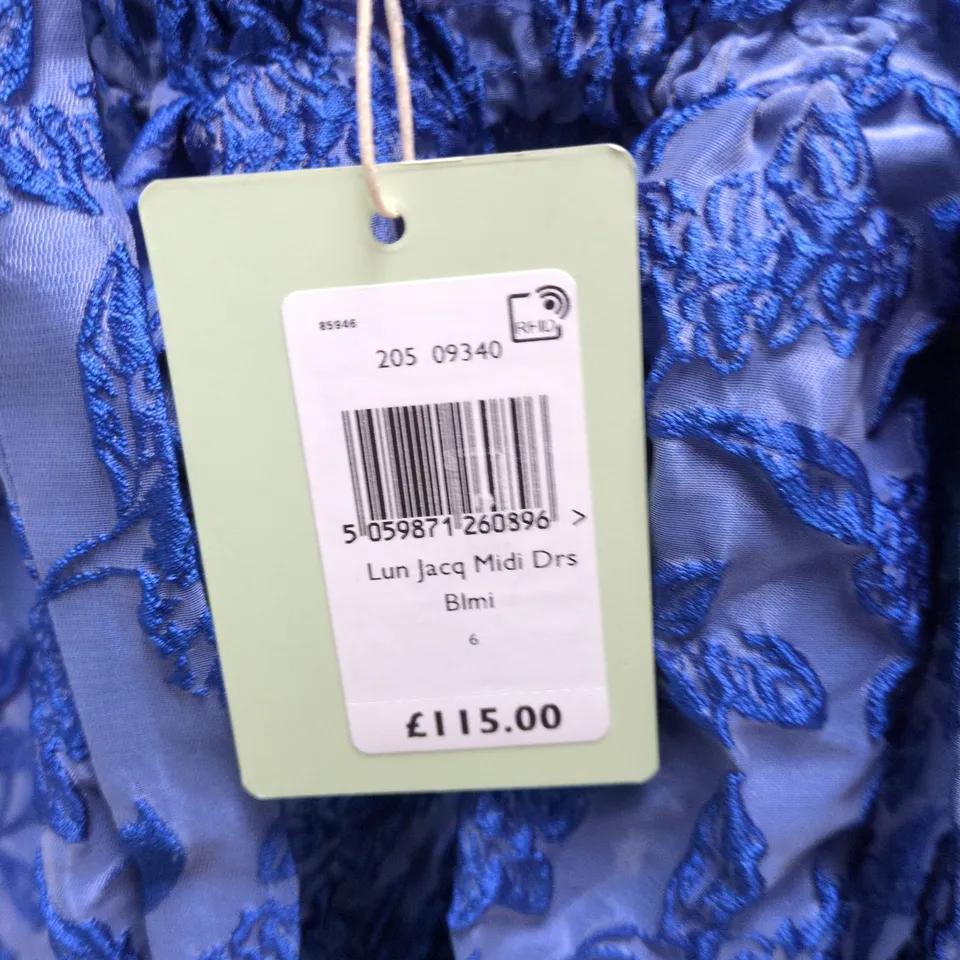 85946
RFID
205 09340
5 059871 260896 >
Lun Jacq Midi Drs
Blmi
6
£115.00